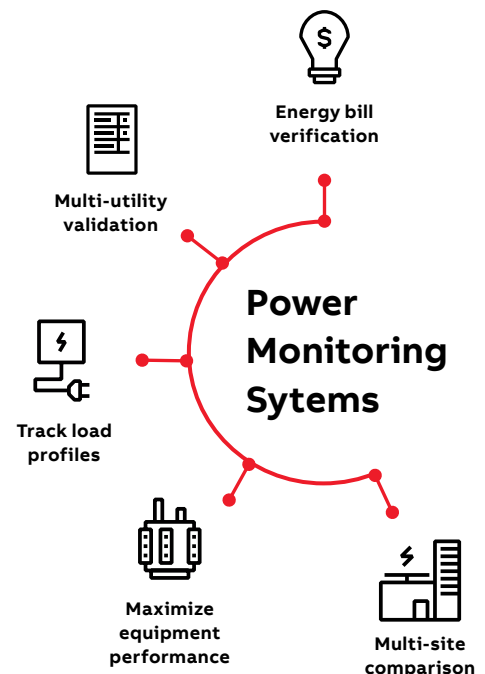 $
Energy bill
verification
Multi-utility
validation
Power
Monitoring
Sytems
Track load
profiles
Maximize
equipment
performance
Multi-site
comparison